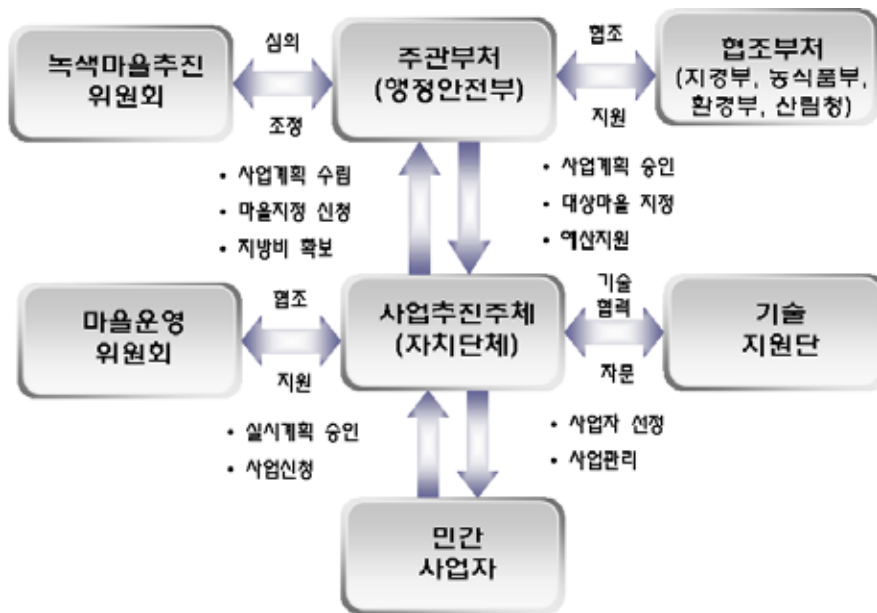 녹색마을추진
위원회
심의
조정
주관부처
(행정안전부)
협조
지원
협조부처
(지경부, 농식품부,
환경부, 산림청)
• 사업계획 수립
• 마을지정 신청
• 지방비 확보
• 사업계획 승인
• 대상마을 지정
• 예산지원
마을운영
위원회
협조
지원
사업추진주체
(자치단체)
기술
협력
자문
기술
지원단
• 실시계획 승인
• 사업신청
• 사업자 선정
• 사업관리
민간
사업자